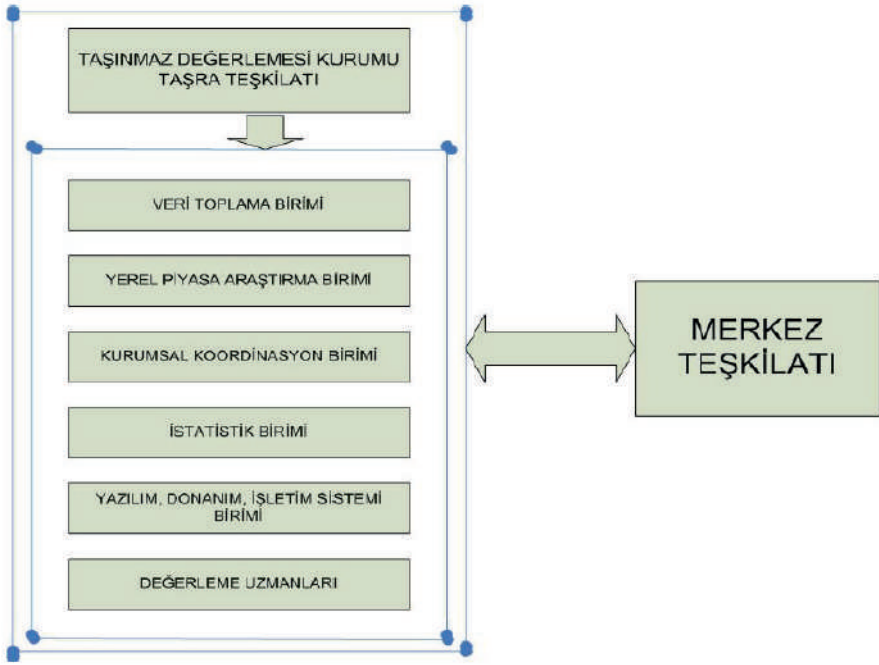 TAŞINMAZ DEĞERLEMESİ KURUMU
TAŞRA TEŞKİLATI
VERİ TOPLAMA BİRİMİ
YEREL PİYASA ARAŞTIRMA BİRİMİ
KURUMSAL KOORDİNASYON BİRİMİ
İSTATİSTİK BİRİMİ
YAZILIM, DONANIM, İŞLETİM SİSTEMİ
BİRİMİ
DEĞERLEME UZMANLARI
MERKEZ
TEŞKİLATI